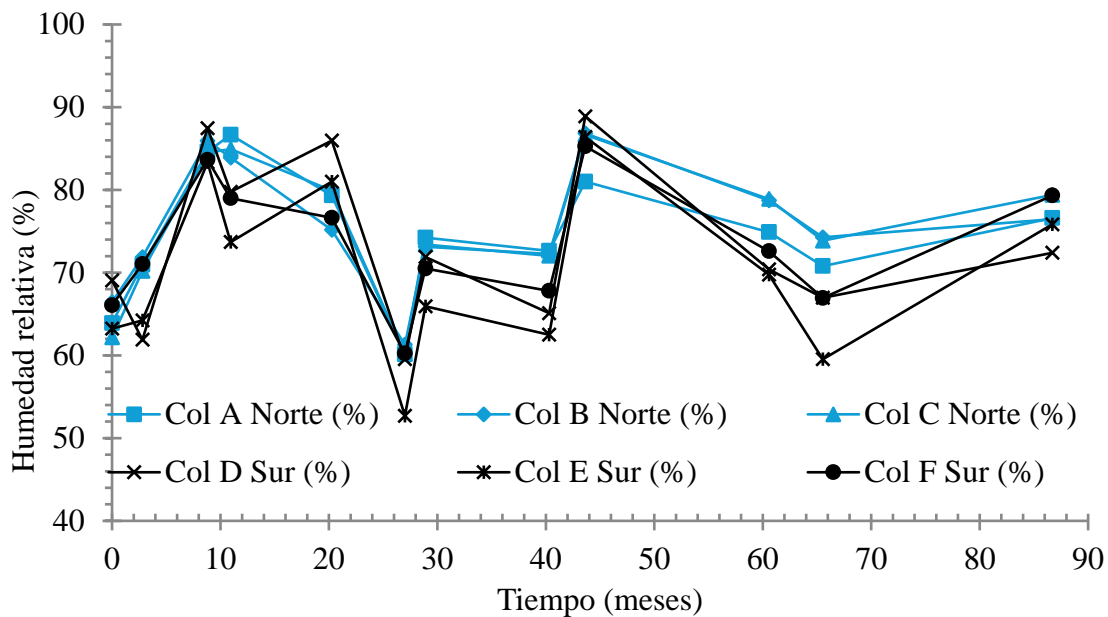 Humedad relativa (%)
100
90
80
70
60
50
40
Col A Norte (%) Col B Norte (%) Col C Norte (%)
Col D Sur (%) Col E Sur (%) Col F Sur (%)
0 10 20 30 40 50 60 70 80 90
Tiempo (meses)